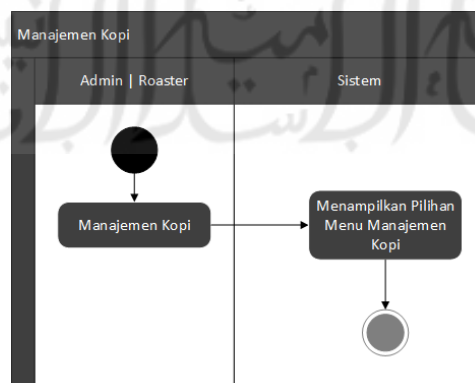 Manajemen Kopi
Admin | Roaster
Sistem
Manajemen Kopi
Menampilkan Pilihan
Menu Manajemen
Kopi